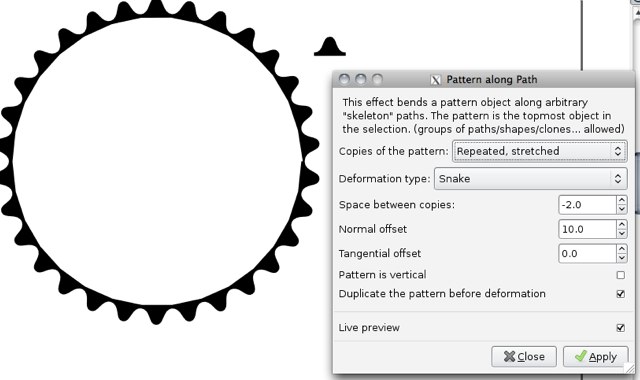 Pattern along Path
This effect bends a pattern object along arbitrary
"skeleton" paths. The pattern is the topmost object in
the selection. (groups of paths/shapes/clones... allowed)
Copies of the pattern: Repeated, stretched
Deformation type: Snake
Space between copies: -2.0
Normal offset 10.0
Tangential offset 0.0
Pattern is vertical
Duplicate the pattern before deformation
Live preview
Close Apply